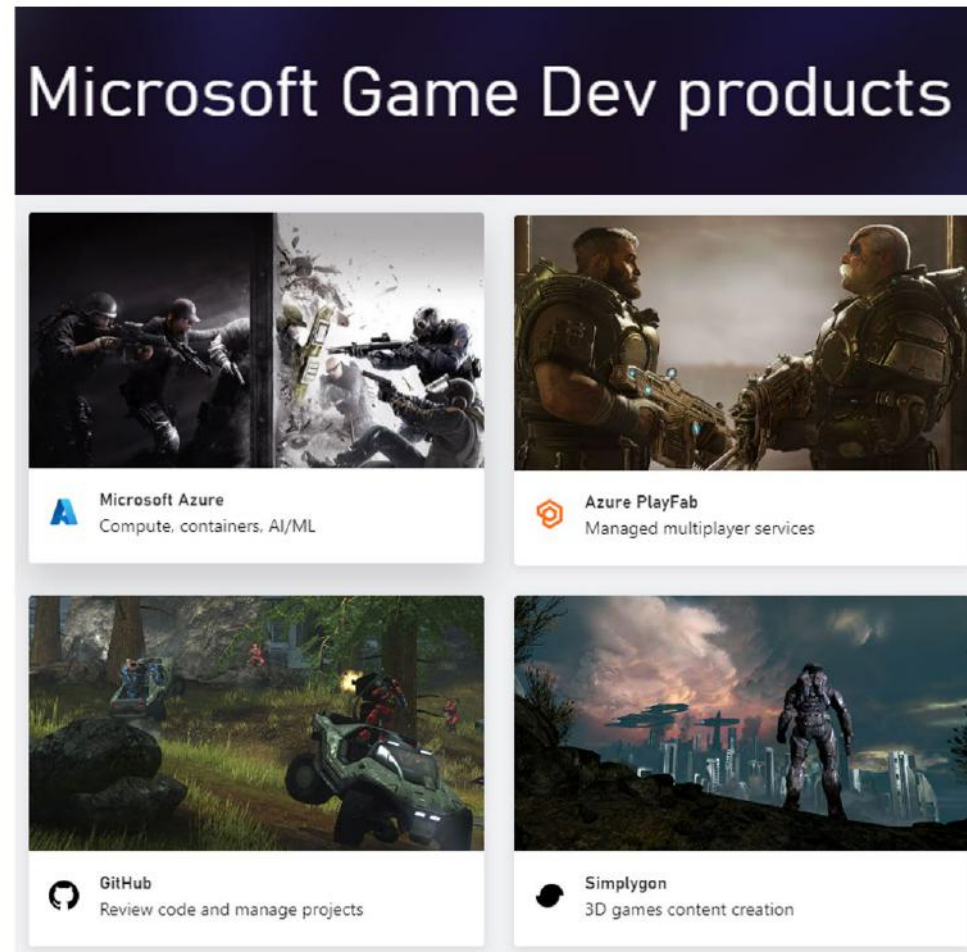 Microsoft Game Dev products
Microsoft Azure
Compute, containers, AI/ML
Azure PlayFab
Managed multiplayer services
GitHub
Review code and manage projects
Simplygon
3D games content creation